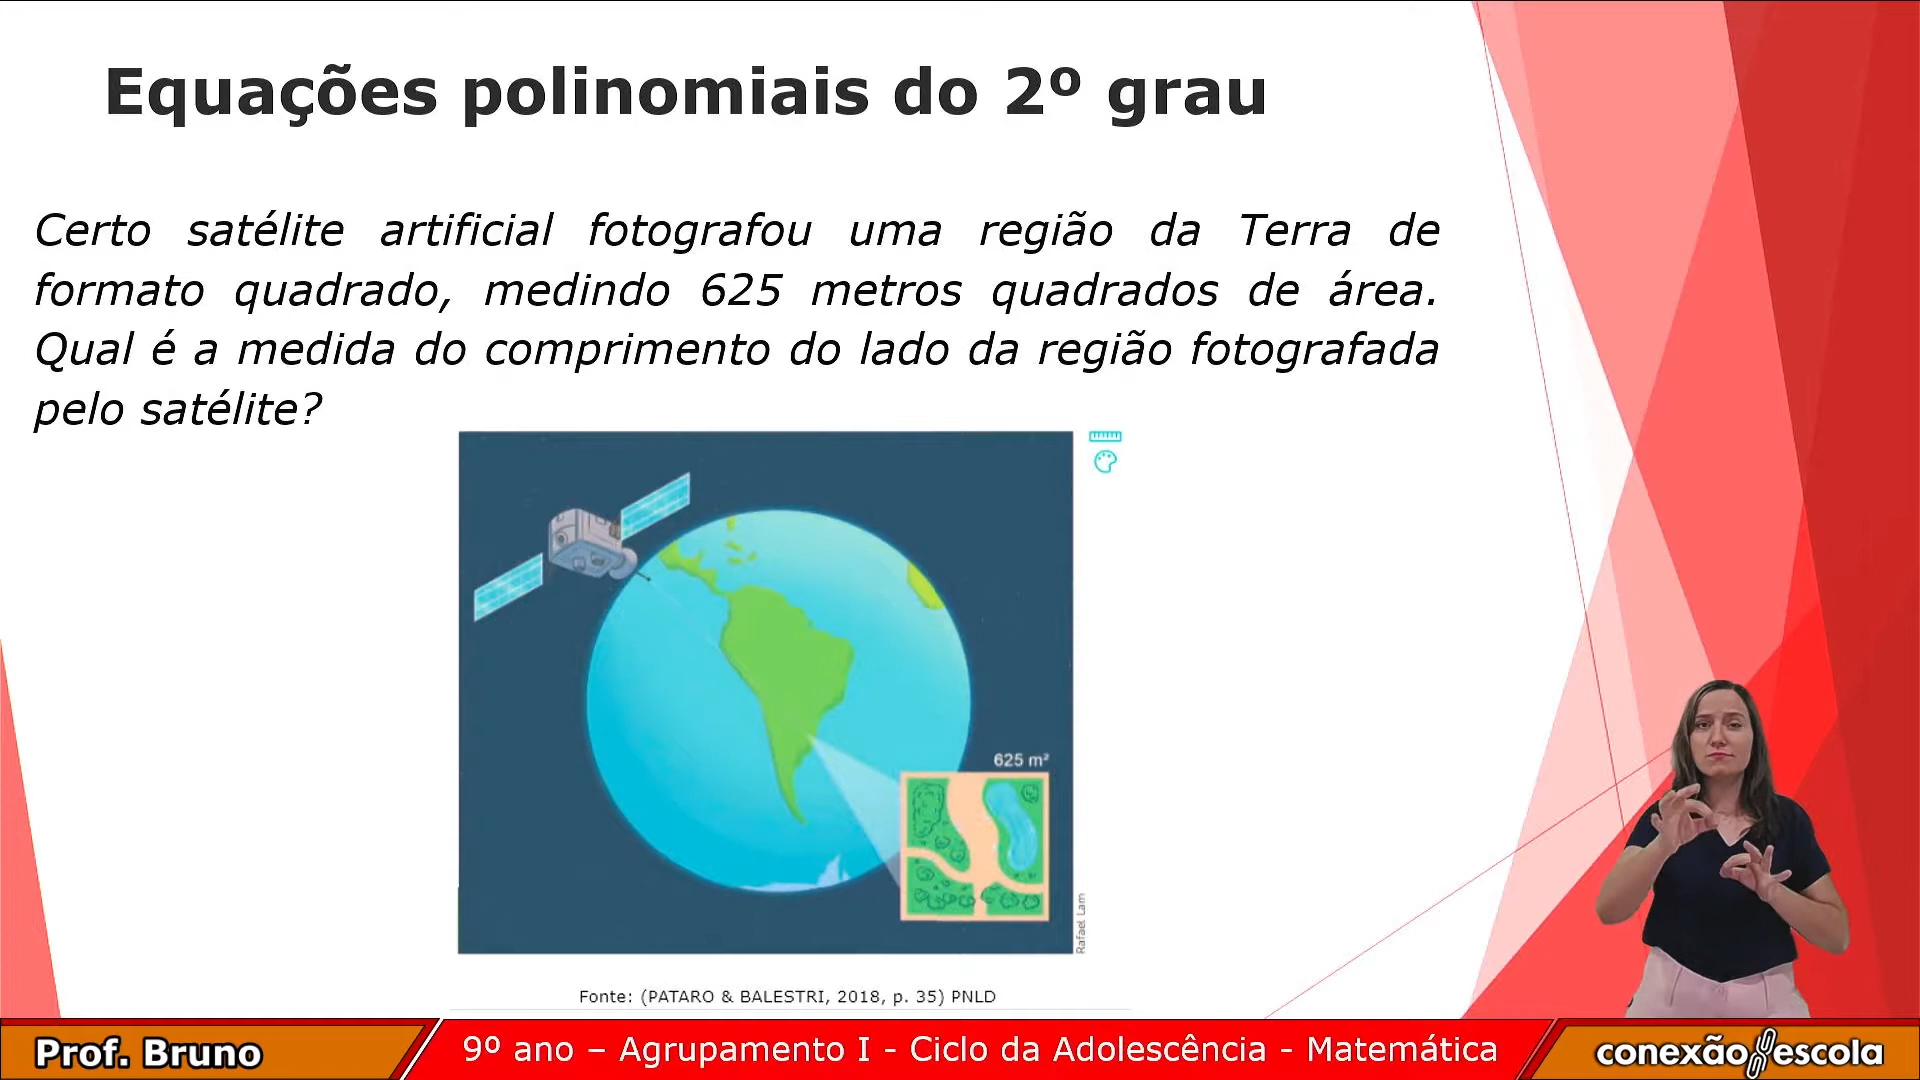 Equações polinomiais do 2º grau
Certo satélite artificial fotografou uma região da Terra de
formato quadrado, medindo 625 metros quadrados de área.
Qual é a medida do comprimento do lado da região fotografada
pelo satélite?
625 m²
Rafael Lam
Fonte: (PATARO & BALESTRI, 2018, p. 35) PNLD
Prof. Bruno
9º ano – Agrupamento I - Ciclo da Adolescência - Matemática
conexão escola